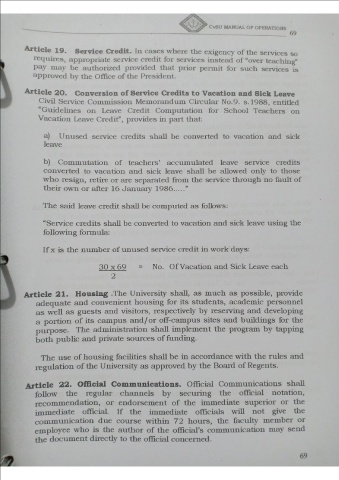 CvSU MANUAL OF OPERATIONS
69
Article 19. Service Credit. In cases where the exigency of the services so
requires, appropriate service credit for services instead of "over teaching"
pay may be authorized provided that prior permit for such services is
approved by the Office of the President.
Article 20. Conversion of Service Credits to Vacation and Sick Leave
Civil Service Commission Memorandum Circular No.9. s.1988, entitled
"Guidelines on Leave Credit Computation for School Teachers on
Vacation Leave Credit", provides in part that:
a) Unused service credits shall be converted to vacation and sick
leave
b) Commutation of teachers' accumulated leave service credits
converted to vacation and sick leave shall be allowed only to those
who resign, retire or are separated from the service through no fault of
their own or after 16 January 1986....."
The said leave credit shall be computed as follows:
"Service credits shall be converted to vacation and sick leave using the
following formula:
If x is the number of unused service credit in work days:
30 x 69 = No. Of Vacation and Sick Leave each
2
Article 21. Housing .The University shall, as much as possible, provide
adequate and convenient housing for its students, academic personnel
as well as guests and visitors, respectively by reserving and developing
a portion of its campus and/or off-campus sites and buildings for the
purpose. The administration shall implement the program by tapping
both public and private sources of funding.
The use of housing facilities shall be in accordance with the rules and
regulation of the University as approved by the Board of Regents.
Article 22. Official Communications. Official Communications shall
follow the regular channels by securing the official notation,
recommendation, or endorsement of the immediate superior or the
immediate official. If the immediate officials will not give the
communication due course within 72 hours, the faculty member or
employee who is the author of the official's communication may send
the document directly to the official concerned.
69